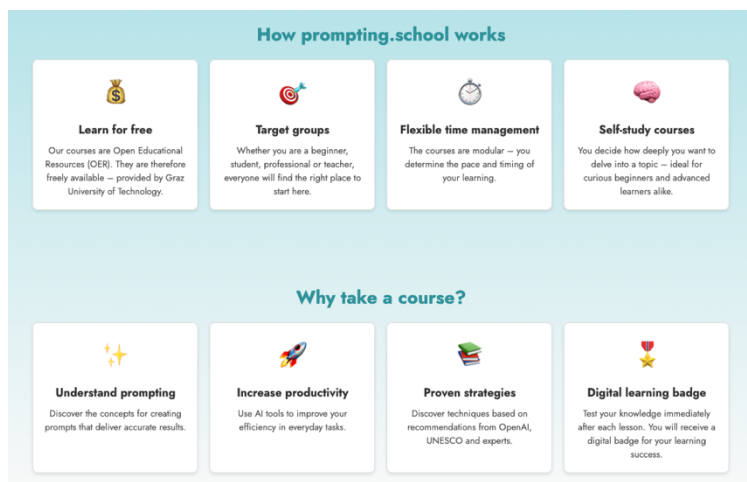 How prompting.school works
Learn for free
Our courses are Open Educational
Resources (OER). They are therefore
freely available – provided by Graz
University of Technology.
Target groups
Whether you are a beginner,
student, professional or teacher,
everyone will find the right place to
start here.
Flexible time management
The courses are modular – you
determine the pace and timing of
your learning.
Self-study courses
You decide how deeply you want to
delve into a topic – ideal for
curious beginners and advanced
learners alike.
Why take a course?
Understand prompting
Discover the concepts for creating
prompts that deliver accurate results.
Increase productivity
Use AI tools to improve your
efficiency in everyday tasks.
Proven strategies
Discover techniques based on
recommendations from OpenAI,
UNESCO and experts.
Digital learning badge
Test your knowledge immediately
after each lesson. You will receive a
digital badge for your learning
success.